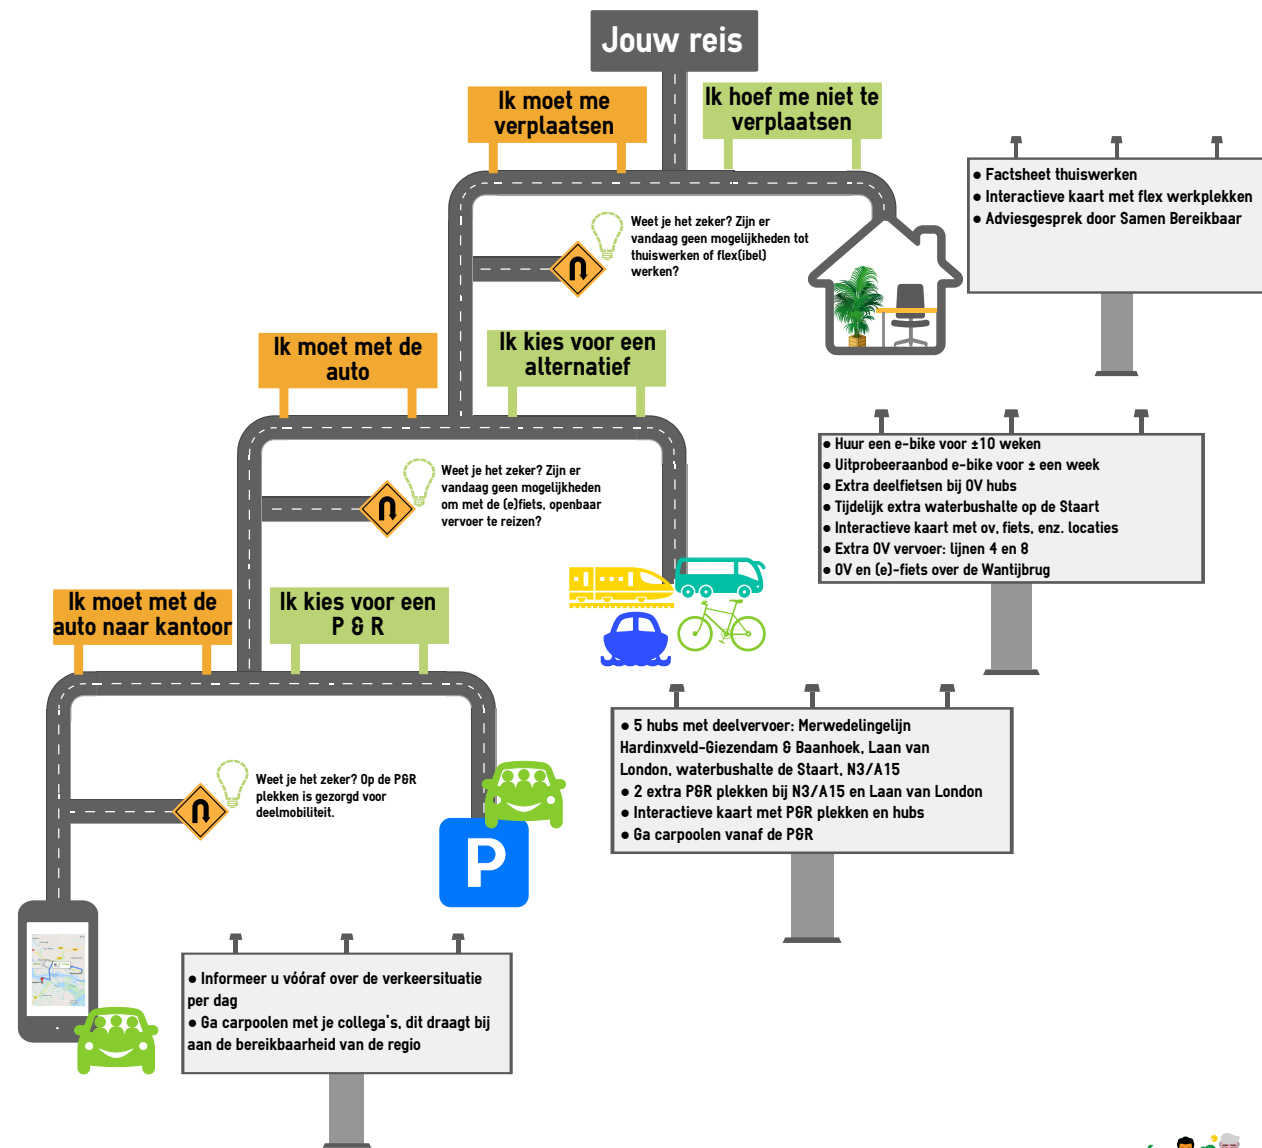 Jouw reis
Ik moet me
verplaatsen
Ik hoef me niet te
verplaatsen
● Factsheet thuiswerken
● Interactieve kaart met flex werkplekken
● Adviesgesprek door Samen Bereikbaar
Weet je het zeker? Zijn er
vandaag geen mogelijkheden tot
thuiswerken of flex(ibel)
werken?
Ik moet met de
auto
Ik kies voor een
alternatief
● Huur een e-bike voor ±10 weken
● Uitprobeeraanbod e-bike voor ± een week
● Extra deelfietsen bij OV hubs
● Tijdelijk extra waterbushalte op de Staart
● Interactieve kaart met ov, fiets, enz. locaties
● Extra OV vervoer: lijnen 4 en 8
● OV en (e)-fiets over de Wantijbrug
Weet je het zeker? Zijn er
vandaag geen mogelijkheden
om met de (e)fiets, openbaar
vervoer te reizen?
Ik moet met de
auto naar kantoor
Ik kies voor een
P & R
● 5 hubs met deelvervoer: Merwedelingelijn
Hardinxveld-Giezendam & Baanhoek, Laan van
London, waterbushalte de Staart, N3/A15
● 2 extra P&R plekken bij N3/A15 en Laan van London
● Interactieve kaart met P&R plekken en hubs
● Ga carpoolen vanaf de P&R
Weet je het zeker? Op de P&R
plekken is gezorgd voor
deelmobiliteit.
P
● Informeer u vóóraf over de verkeersituatie
per dag
● Ga carpoolen met je collega's, dit draagt bij
aan de bereikbaarheid van de regio